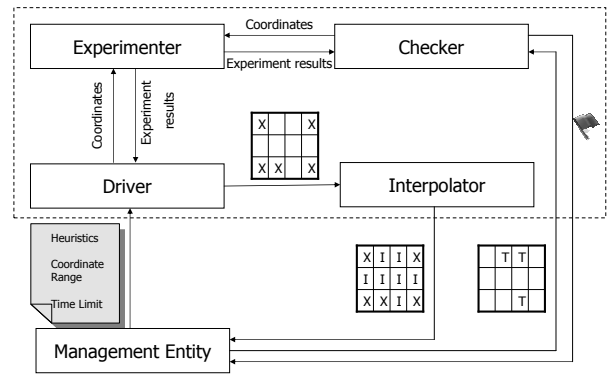 Coordinates
Experimenter
Checker
Experiment results
Coordinates
Experiment
results
X X
X X X
Driver
Interpolator
Heuristics
Coordinate
Range
Time Limit
X I I X
I I I I
X X I X
T T
T
Management Entity